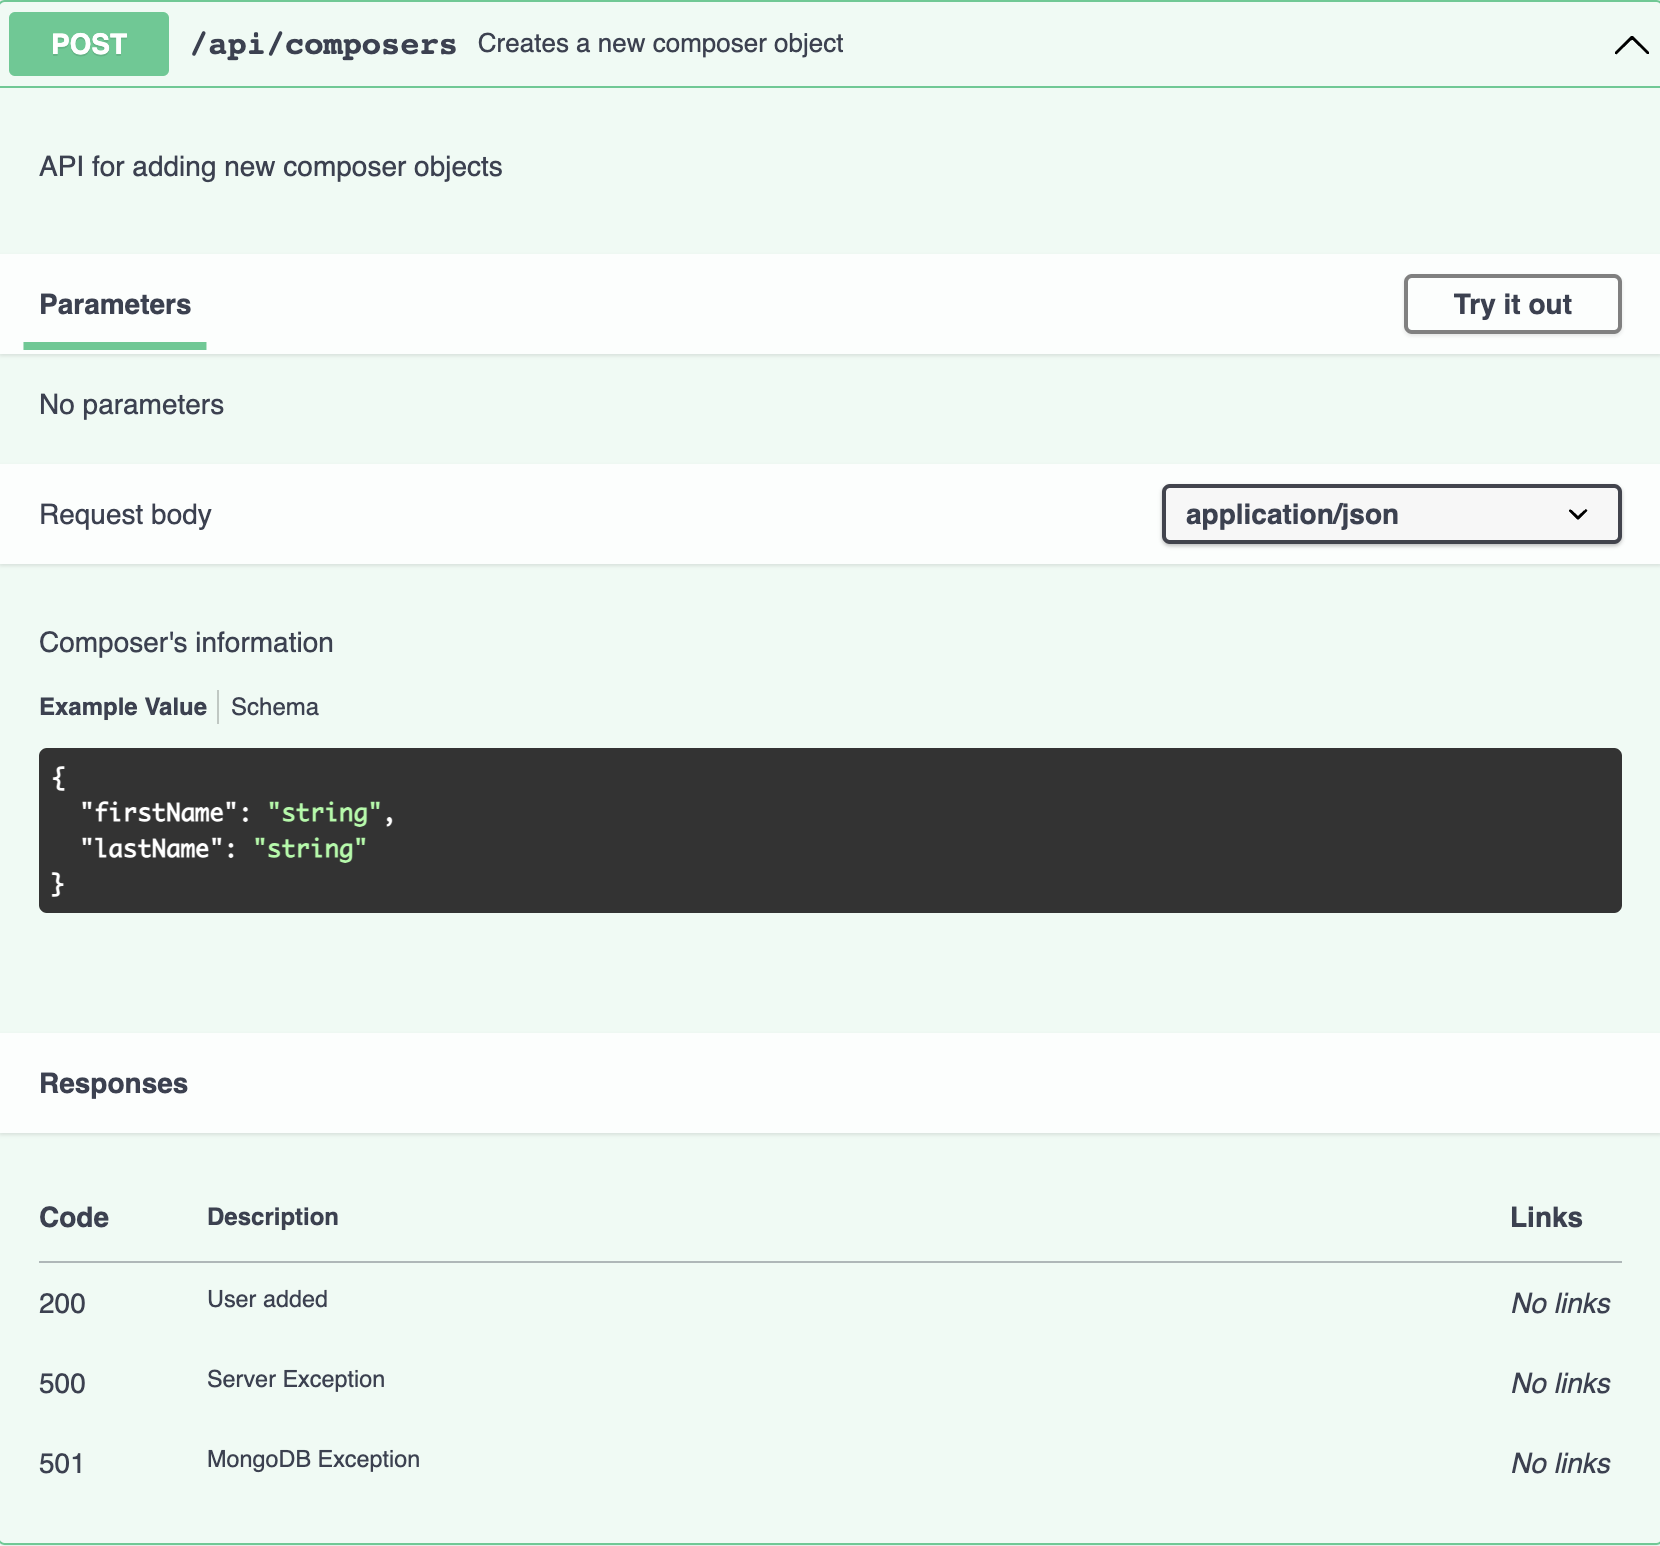 POST /api/composers Creates a new composer object
API for adding new composer objects
Parameters Try it out
No parameters
Request body application/json
Composer's information
Example Value Schema
{
  "firstName": "string",
  "lastName": "string"
}
Responses
Code Description Links
200 User added No links
500 Server Exception No links
501 MongoDB Exception No links